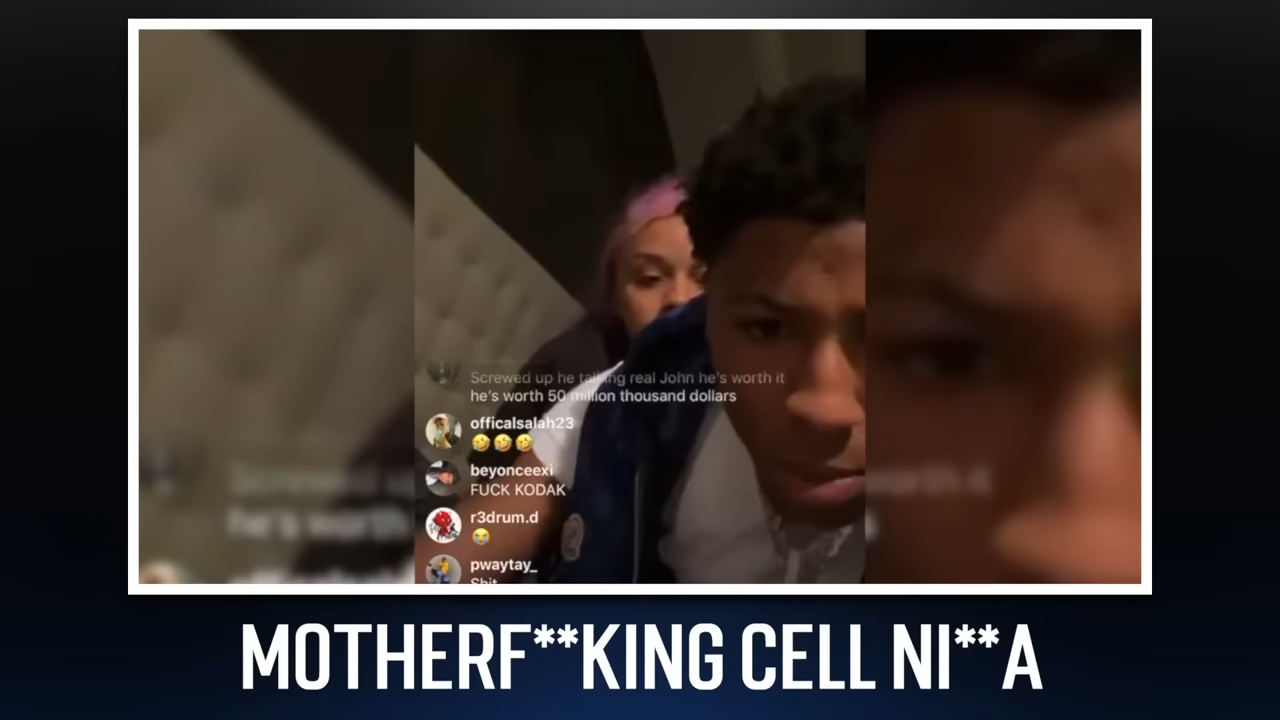 Screwed up he talking real John he's worth it
he's worth 50 million thousand dollars
officalsalah23
🤣🤣🤣
beyonceexi
FUCK KODAK
r3drum.d
😭
pwaytay_
Shit
MOTHERF**KING CELL NI**A